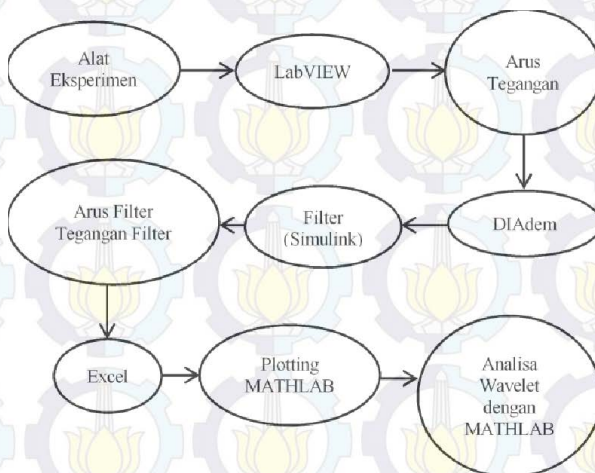 Alat
Eksperimen
LabVIEW
Arus
Tegangan
DIAdem
Filter
(Simulink)
Arus Filter
Tegangan Filter
Excel
Plotting
MATHLAB
Analisa
Wavelet
dengan
MATHLAB